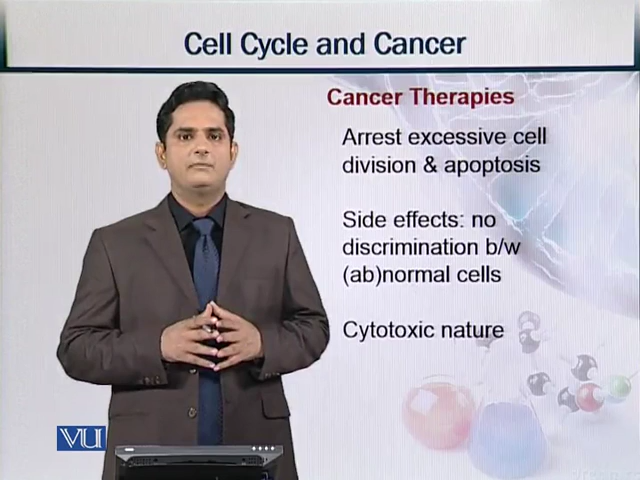 Cell Cycle and Cancer
Cancer Therapies
Arrest excessive cell
division & apoptosis
Side effects: no
discrimination b/w
(ab)normal cells
Cytotoxic nature
VU